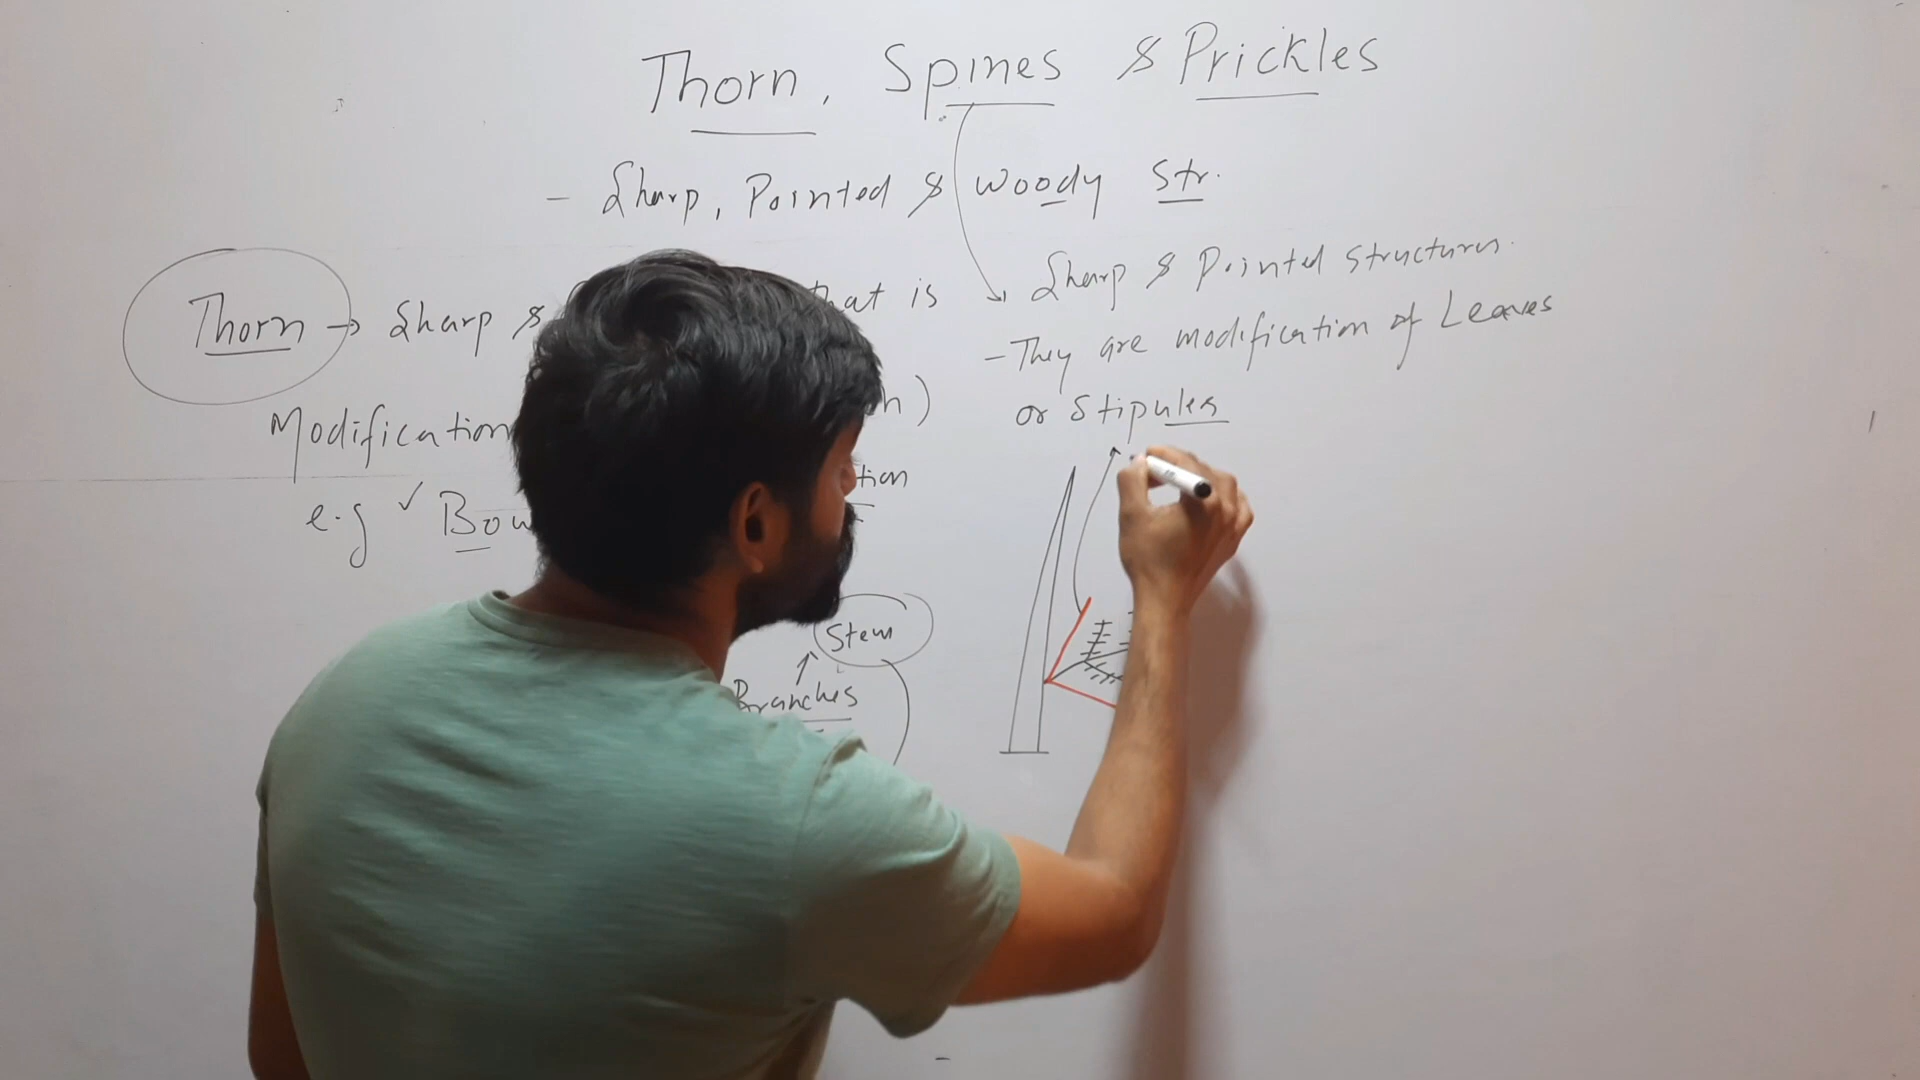 Thorn, Spines & Prickles
- Sharp, Pointed & Woody Str.
Thorn → Sharp & that is
Modification
e.g ✓ Bou
tion
Stem
Branches
Sharp & Pointed structures.
- They are modification of Leaves
or Stipules